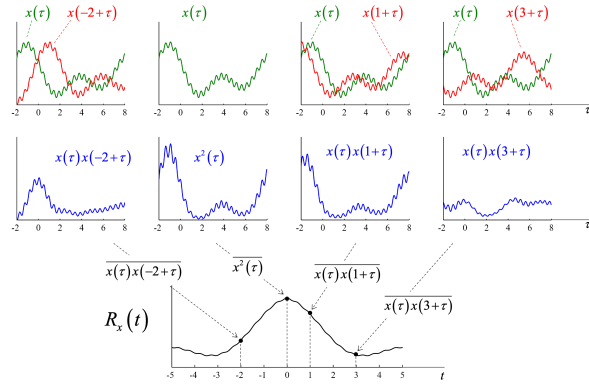 x(τ) x(−2+τ) x(τ) x(τ) x(1+τ) x(τ) x(3+τ)
-2 0 2 4 6 8 -2 0 2 4 6 8 -2 0 2 4 6 8 -2 0 2 4 6 8 τ
x(τ)x(−2+τ) x²(τ) x(τ)x(1+τ) x(τ)x(3+τ)
-2 0 2 4 6 8 -2 0 2 4 6 8 -2 0 2 4 6 8 -2 0 2 4 6 8 τ
x(τ)x(−2+τ) x²(τ) x(τ)x(1+τ)
x(τ)x(3+τ)
Rₓ(t)
-5 -4 -3 -2 -1 0 1 2 3 4 5 t